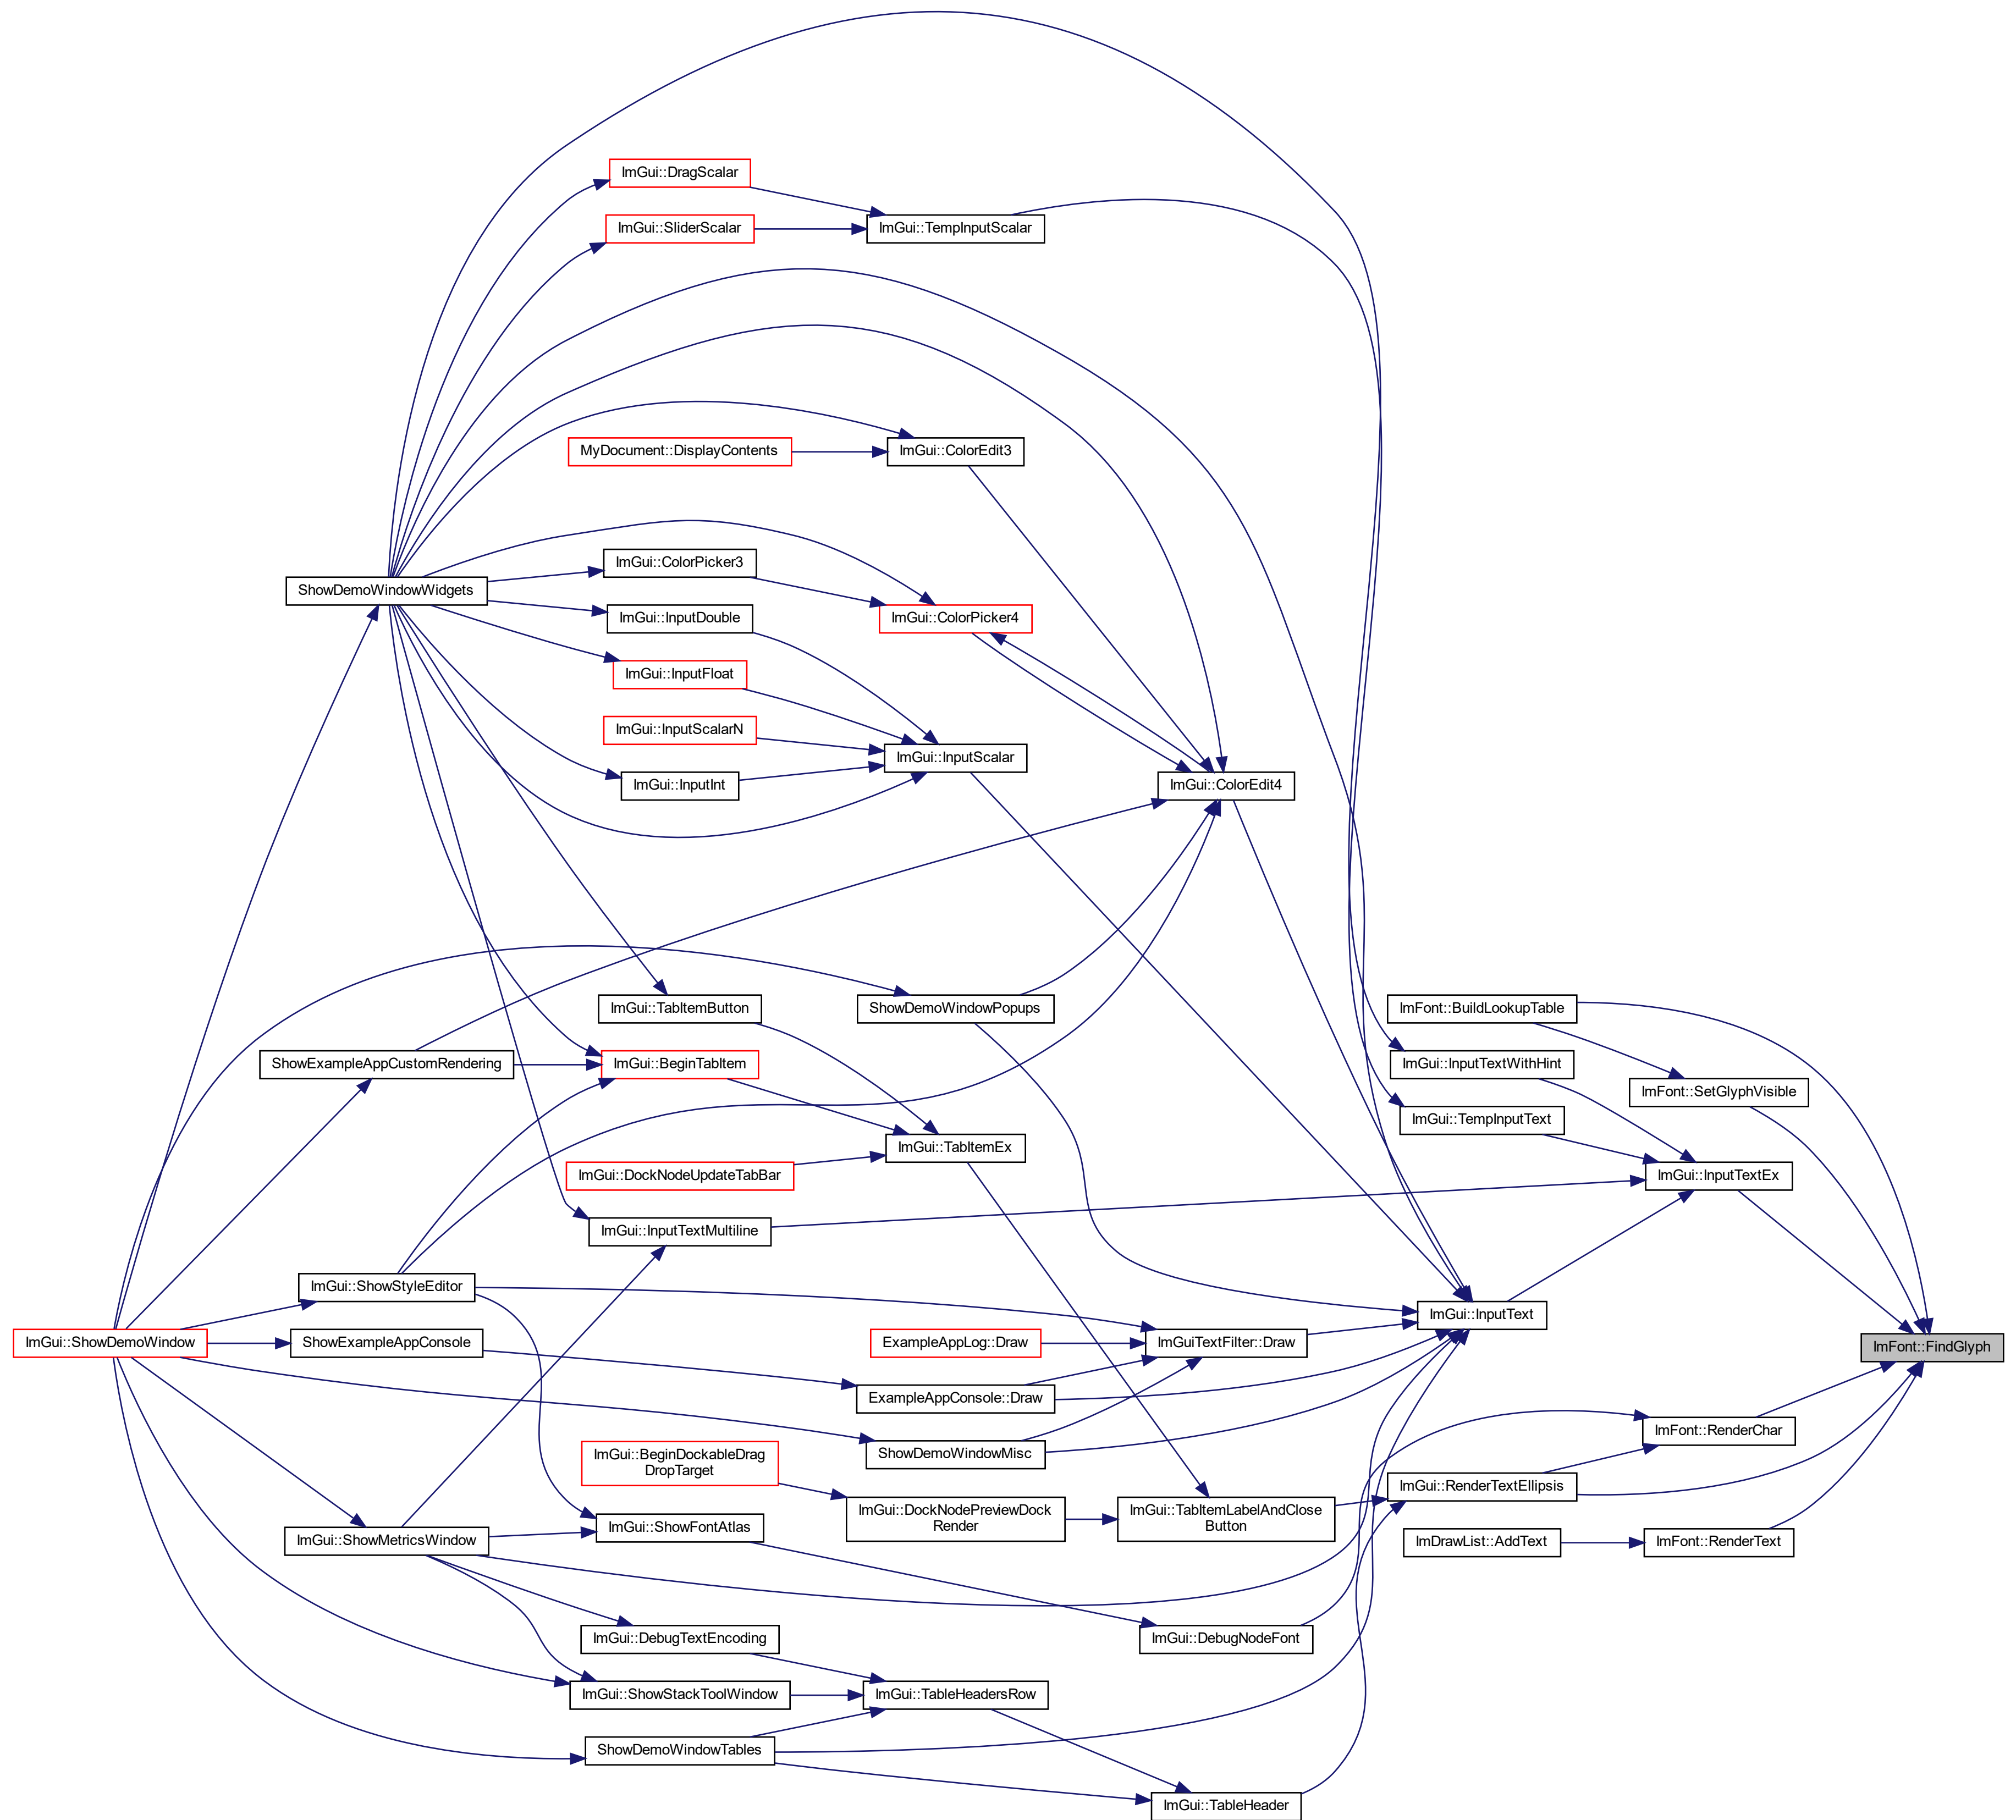 ImGui::DragScalar
ImGui::SliderScalar
ImGui::TempInputScalar
MyDocument::DisplayContents
ImGui::ColorEdit3
ImGui::ColorPicker3
ShowDemoWindowWidgets
ImGui::InputDouble
ImGui::ColorPicker4
ImGui::InputFloat
ImGui::InputScalarN
ImGui::InputScalar
ImGui::InputInt
ImGui::ColorEdit4
ImGui::TabItemButton
ShowDemoWindowPopups
ImFont::BuildLookupTable
ShowExampleAppCustomRendering
ImGui::BeginTabItem
ImGui::InputTextWithHint
ImFont::SetGlyphVisible
ImGui::TempInputText
ImGui::TabItemEx
ImGui::DockNodeUpdateTabBar
ImGui::InputTextEx
ImGui::InputTextMultiline
ImGui::ShowStyleEditor
ImGui::InputText
ImGui::ShowDemoWindow
ShowExampleAppConsole
ExampleAppLog::Draw
ImGuiTextFilter::Draw
ImFont::FindGlyph
ExampleAppConsole::Draw
ShowDemoWindowMisc
ImFont::RenderChar
ImGui::BeginDockableDrag
DropTarget
ImGui::RenderTextEllipsis
ImGui::DockNodePreviewDock
Render
ImGui::TabItemLabelAndClose
Button
ImGui::ShowMetricsWindow
ImGui::ShowFontAtlas
ImDrawList::AddText
ImFont::RenderText
ImGui::DebugTextEncoding
ImGui::DebugNodeFont
ImGui::ShowStackToolWindow
ImGui::TableHeadersRow
ShowDemoWindowTables
ImGui::TableHeader